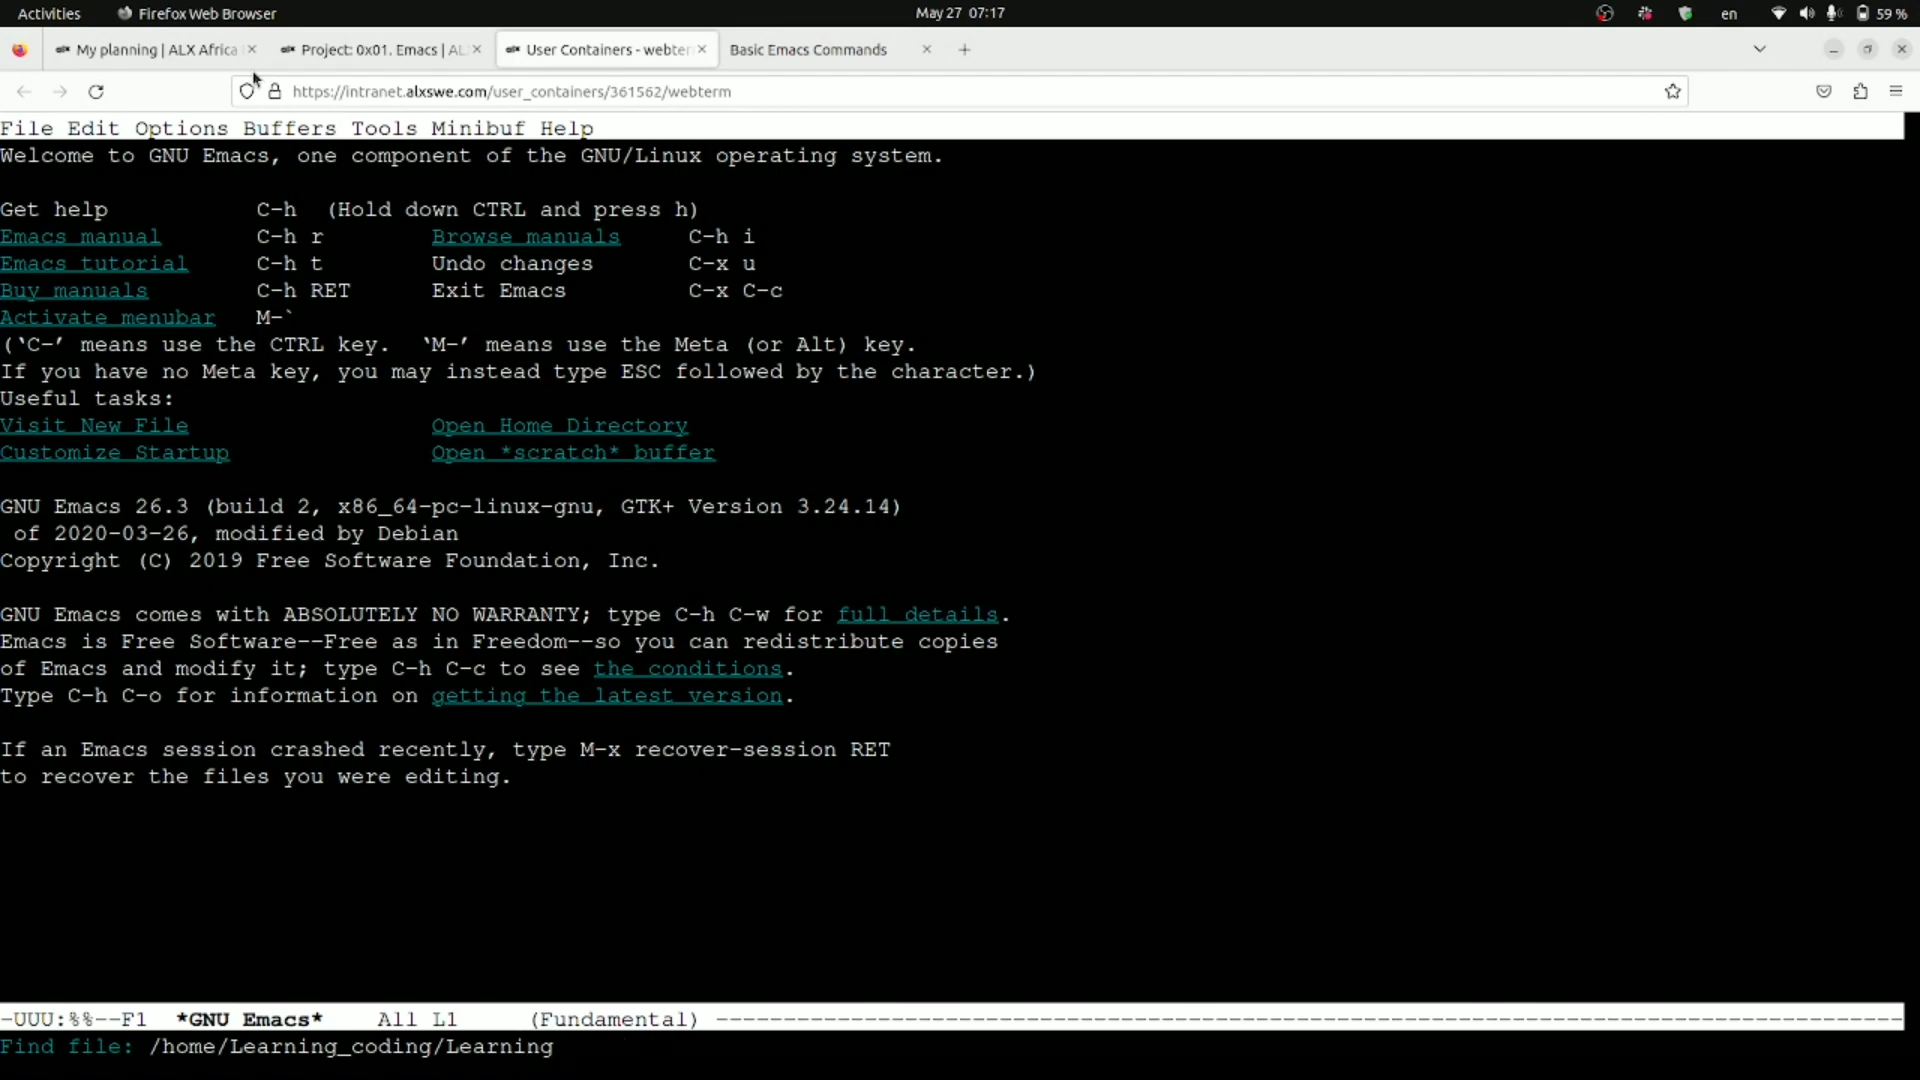 Activities Firefox Web Browser May 27 07:17 en 59 %
My planning | ALX Africa Project: 0x01. Emacs | AL User Containers - webter Basic Emacs Commands
https://intranet.alxswe.com/user_containers/361562/webterm
File Edit Options Buffers Tools Minibuf Help
Welcome to GNU Emacs, one component of the GNU/Linux operating system.
Get help C-h (Hold down CTRL and press h)
Emacs manual C-h r Browse manuals C-h i
Emacs tutorial C-h t Undo changes C-x u
Buy manuals C-h RET Exit Emacs C-x C-c
Activate menubar M-`
(‘C-’ means use the CTRL key. ‘M-’ means use the Meta (or Alt) key.
If you have no Meta key, you may instead type ESC followed by the character.)
Useful tasks:
Visit New File Open Home Directory
Customize Startup Open *scratch* buffer
GNU Emacs 26.3 (build 2, x86_64-pc-linux-gnu, GTK+ Version 3.24.14)
of 2020-03-26, modified by Debian
Copyright (C) 2019 Free Software Foundation, Inc.
GNU Emacs comes with ABSOLUTELY NO WARRANTY; type C-h C-w for full details.
Emacs is Free Software--Free as in Freedom--so you can redistribute copies
of Emacs and modify it; type C-h C-c to see the conditions.
Type C-h C-o for information on getting the latest version.
If an Emacs session crashed recently, type M-x recover-session RET
to recover the files you were editing.
-UUU:%%--F1 *GNU Emacs* All L1 (Fundamental) ----------------------------------------------------------------------------------------
Find file: /home/Learning_coding/Learning